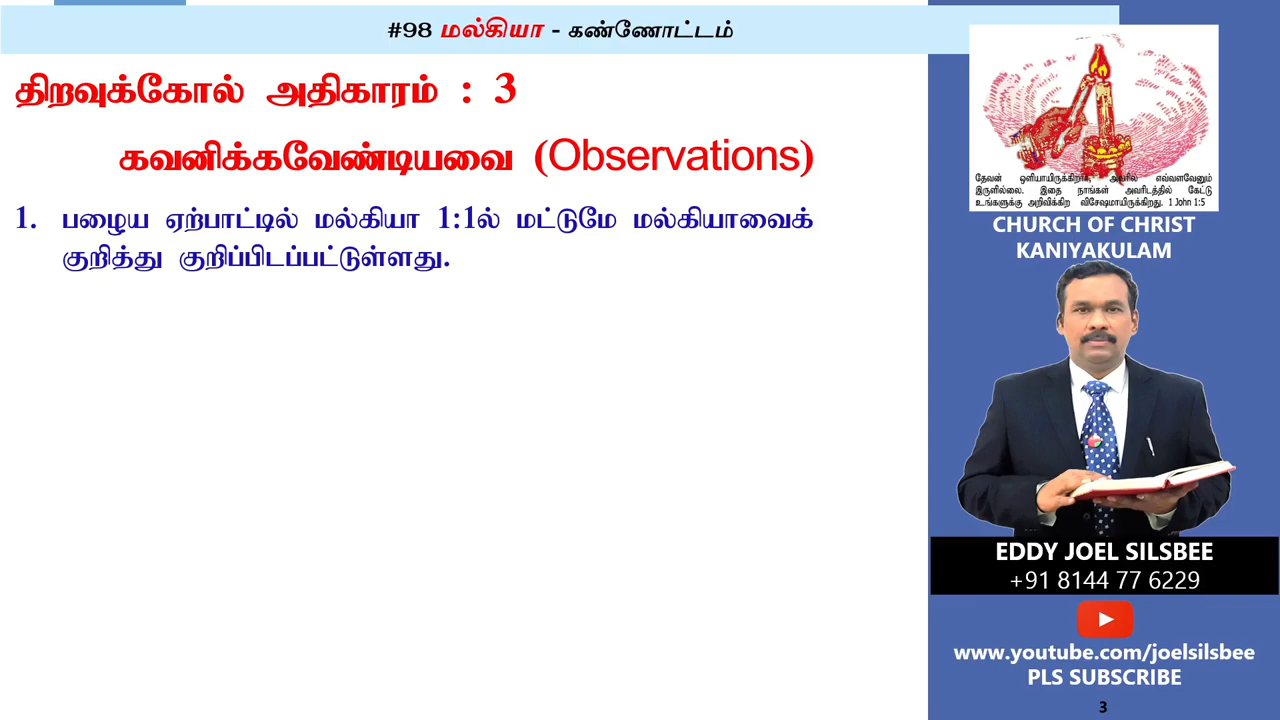 #98 மல்கியா - கண்ணோட்டம்
திறவுக்கோல் அதிகாரம் : 3
கவனிக்கவேண்டியவை (Observations)
1. பழைய ஏற்பாட்டில் மல்கியா 1:1ல் மட்டுமே மல்கியாவைக்
குறித்து குறிப்பிடப்பட்டுள்ளது.
தேவன் ஒளியாயிருக்கிறார், அவரில் எவ்வளவேனும்
இருளில்லை. இதை நாங்கள் அவரிடத்தில் கேட்டு
உங்களுக்கு அறிவிக்கிற விசேஷமாயிருக்கிறது. 1 John 1:5
CHURCH OF CHRIST
KANIYAKULAM
EDDY JOEL SILSBEE
+91 8144 77 6229
www.youtube.com/joelsilsbee
PLS SUBSCRIBE
3